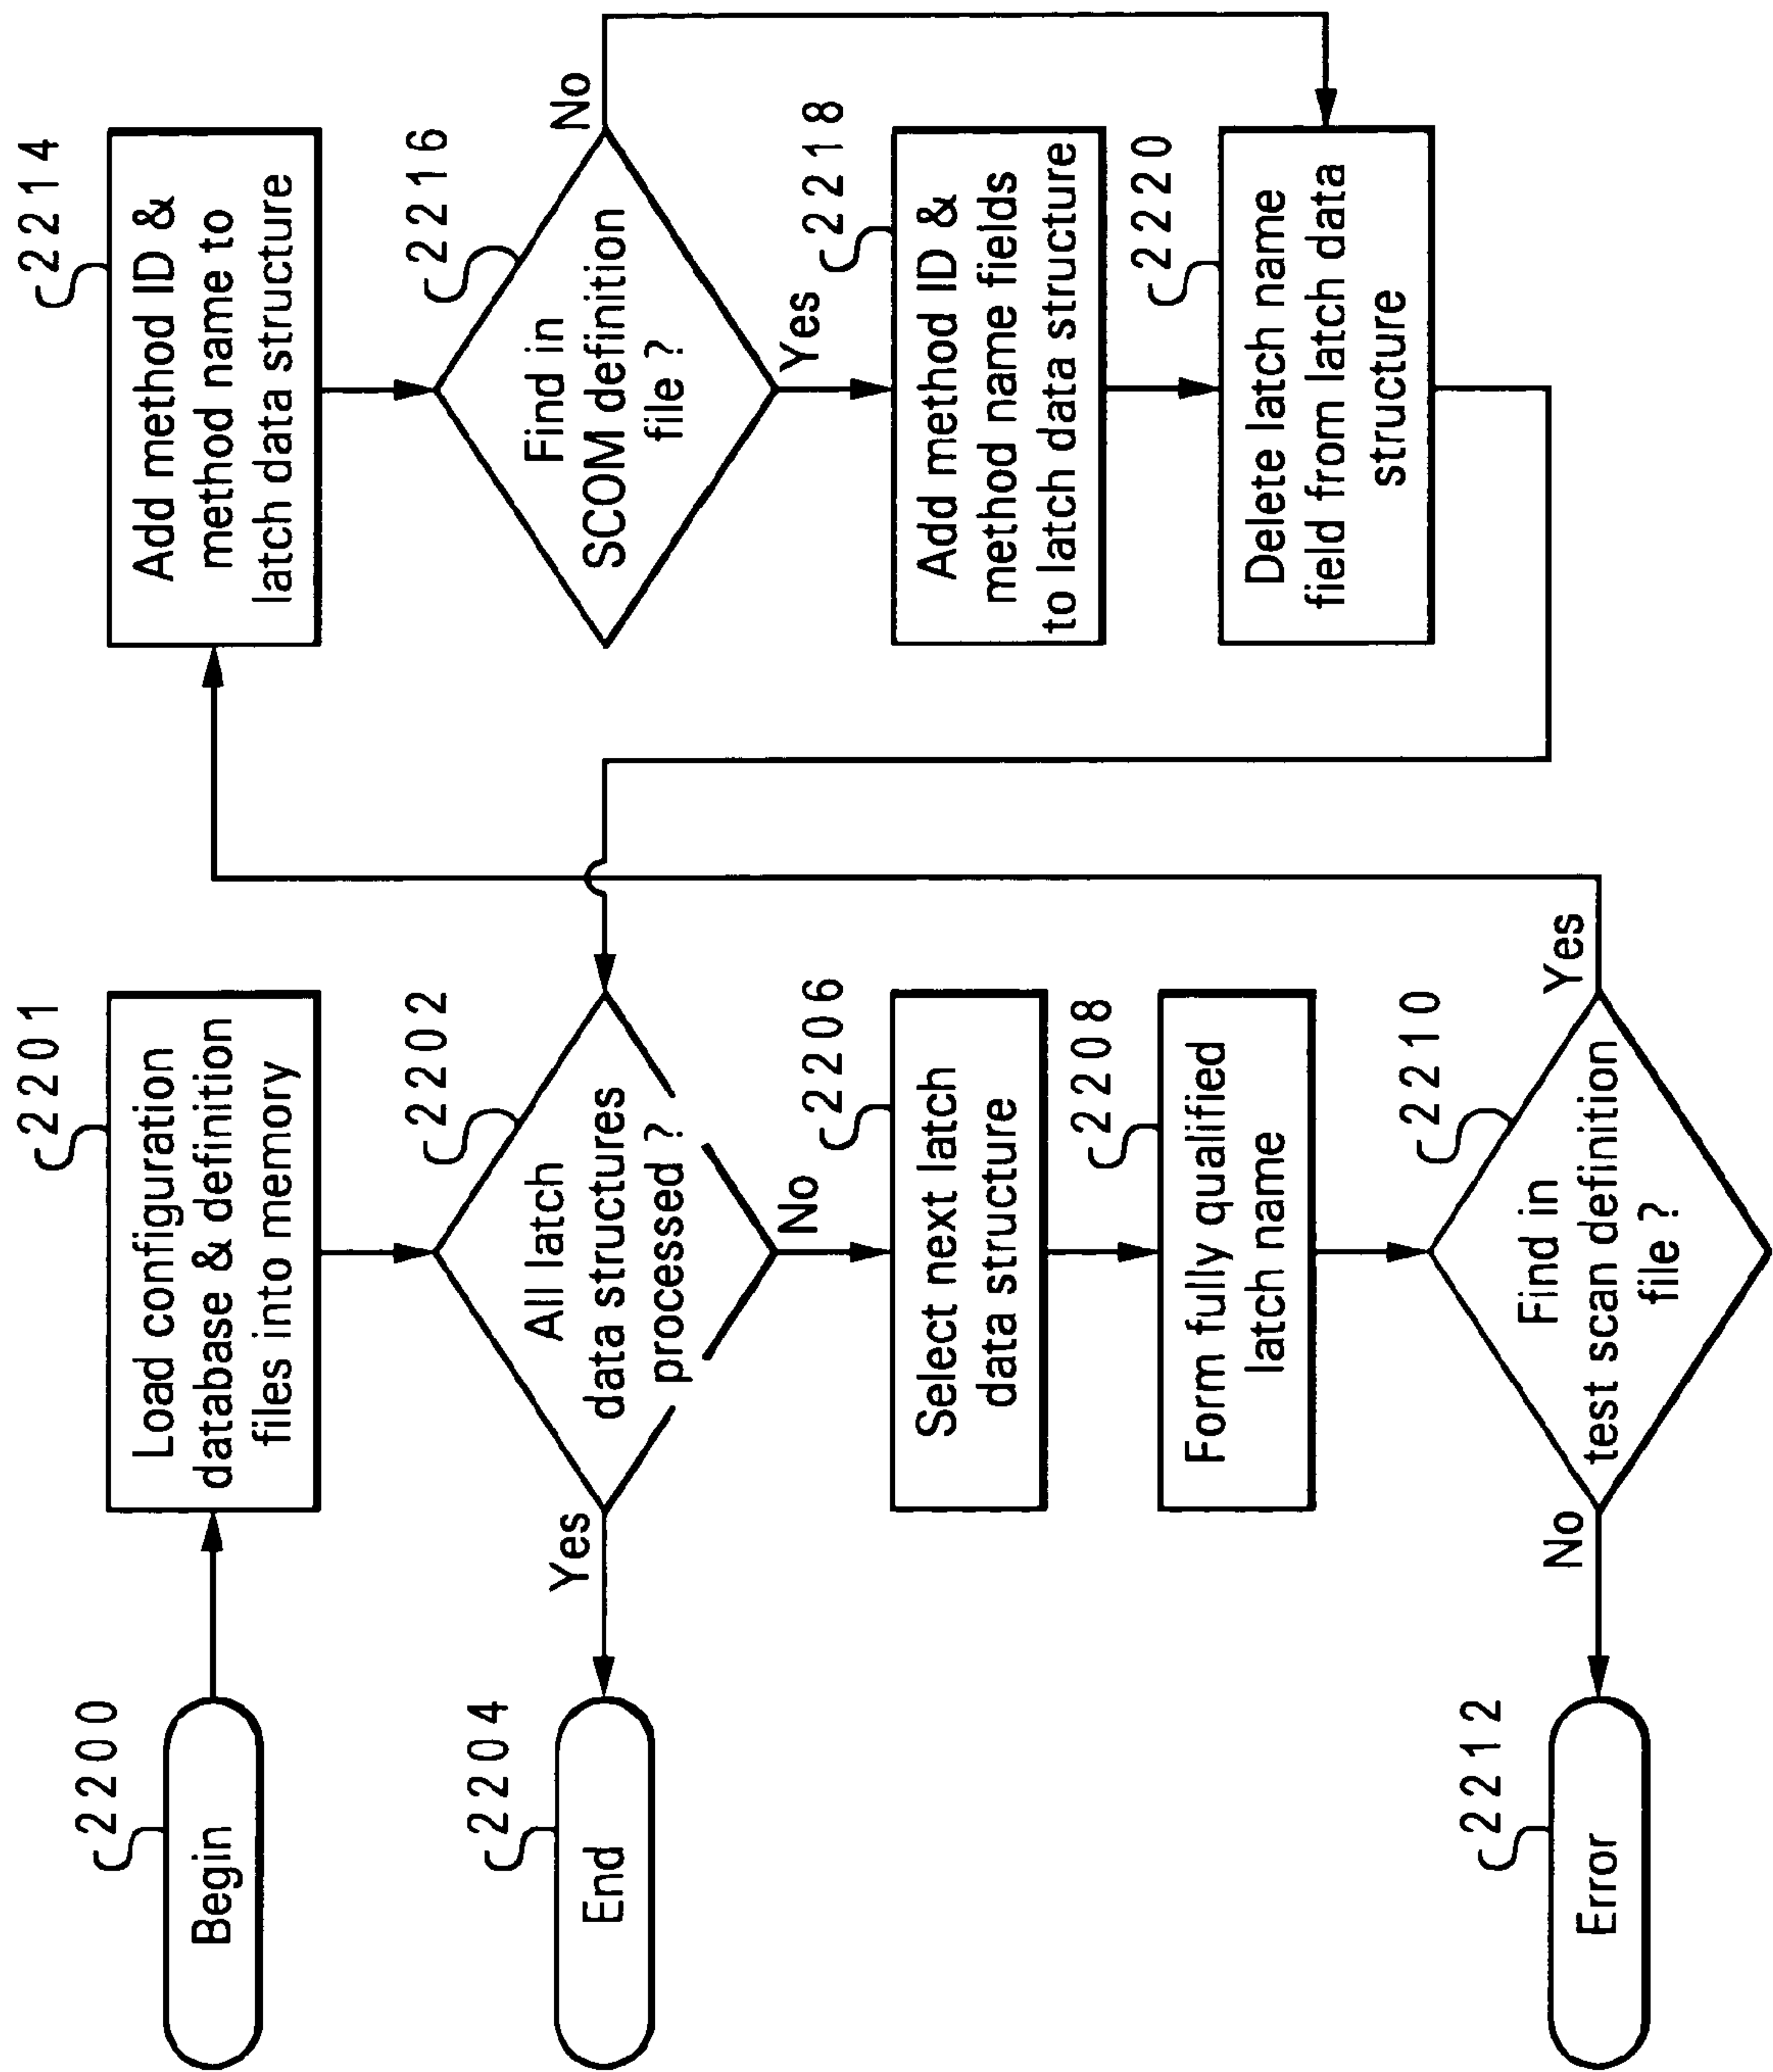 2200
Begin
2201
Load configuration
database & definition
files into memory
2202
All latch
data structures
processed ?
Yes
No
2204
End
2206
Select next latch
data structure
2208
Form fully qualified
latch name
2210
Find in
test scan definition
file ?
No
Yes
2212
Error
2214
Add method ID &
method name to
latch data structure
2216
Find in
SCOM definition
file ?
No
Yes
2218
Add method ID &
method name fields
to latch data structure
2220
Delete latch name
field from latch data
structure